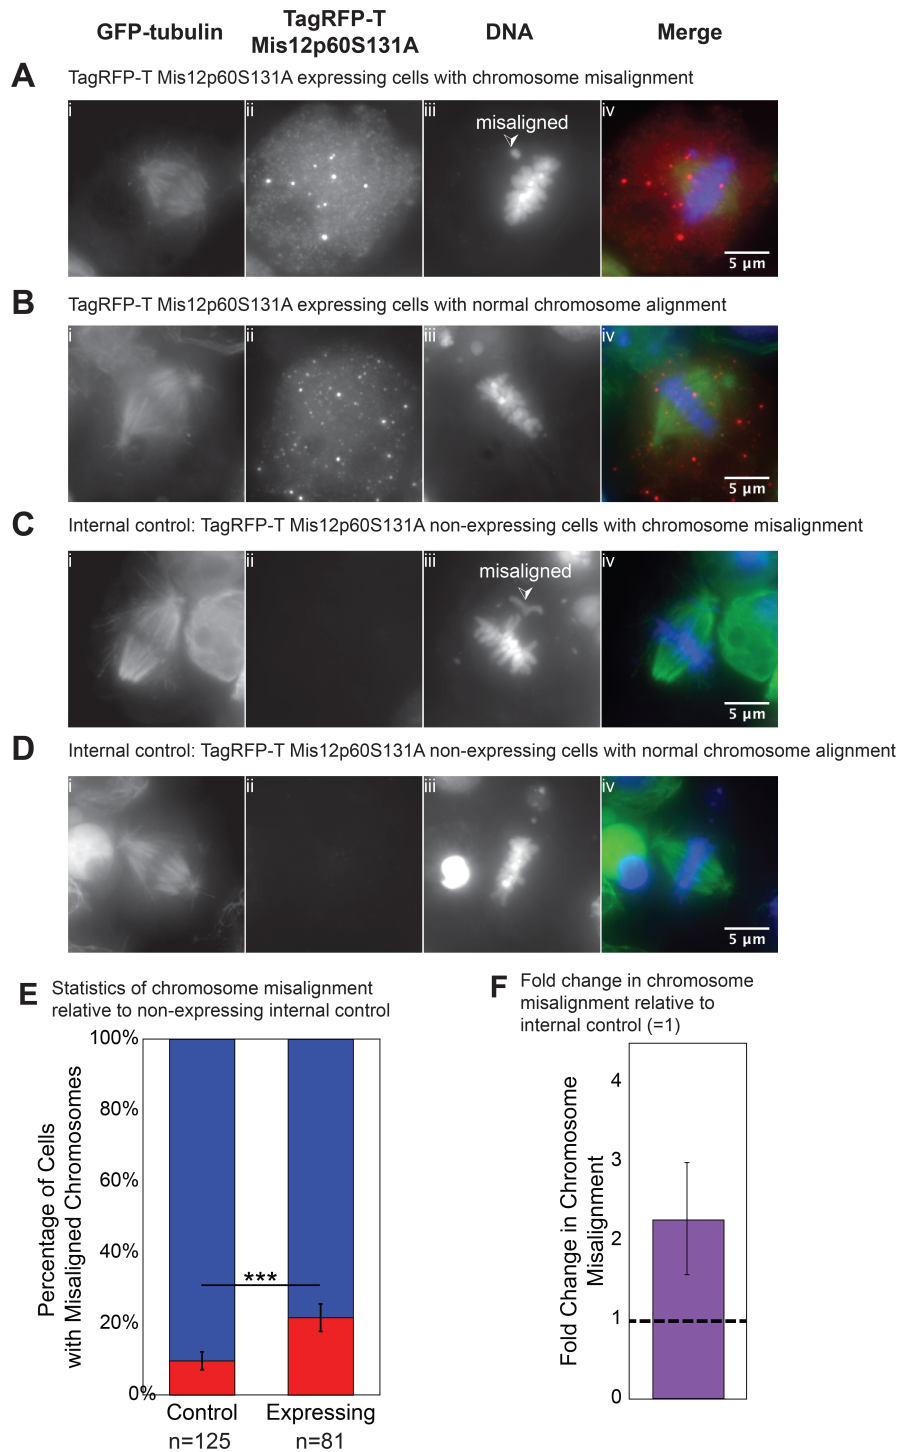 GFP-tubulin
TagRFP-T
Mis12p60S131A
DNA
Merge
A
TagRFP-T Mis12p60S131A expressing cells with chromosome misalignment
i
ii
iii
iv
misaligned
5 µm
B
TagRFP-T Mis12p60S131A expressing cells with normal chromosome alignment
i
ii
iii
iv
5 µm
C
Internal control: TagRFP-T Mis12p60S131A non-expressing cells with chromosome misalignment
i
ii
iii
iv
misaligned
5 µm
D
Internal control: TagRFP-T Mis12p60S131A non-expressing cells with normal chromosome alignment
i
ii
iii
iv
5 µm
E
Statistics of chromosome misalignment
relative to non-expressing internal control
Percentage of Cells
with Misaligned Chromosomes
100%
80%
60%
40%
20%
0%
***
Control
Expressing
n=125
n=81
F
Fold change in chromosome
misalignment relative to
internal control (=1)
Fold Change in Chromosome
Misalignment
4
3
2
1
0